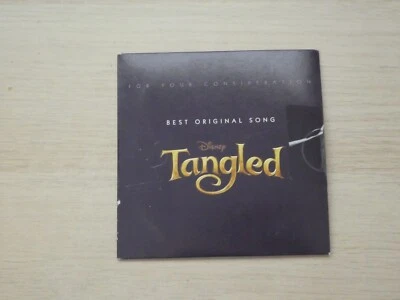 FOR YOUR CONSIDERATION
BEST ORIGINAL SONG
Disney
Tangled